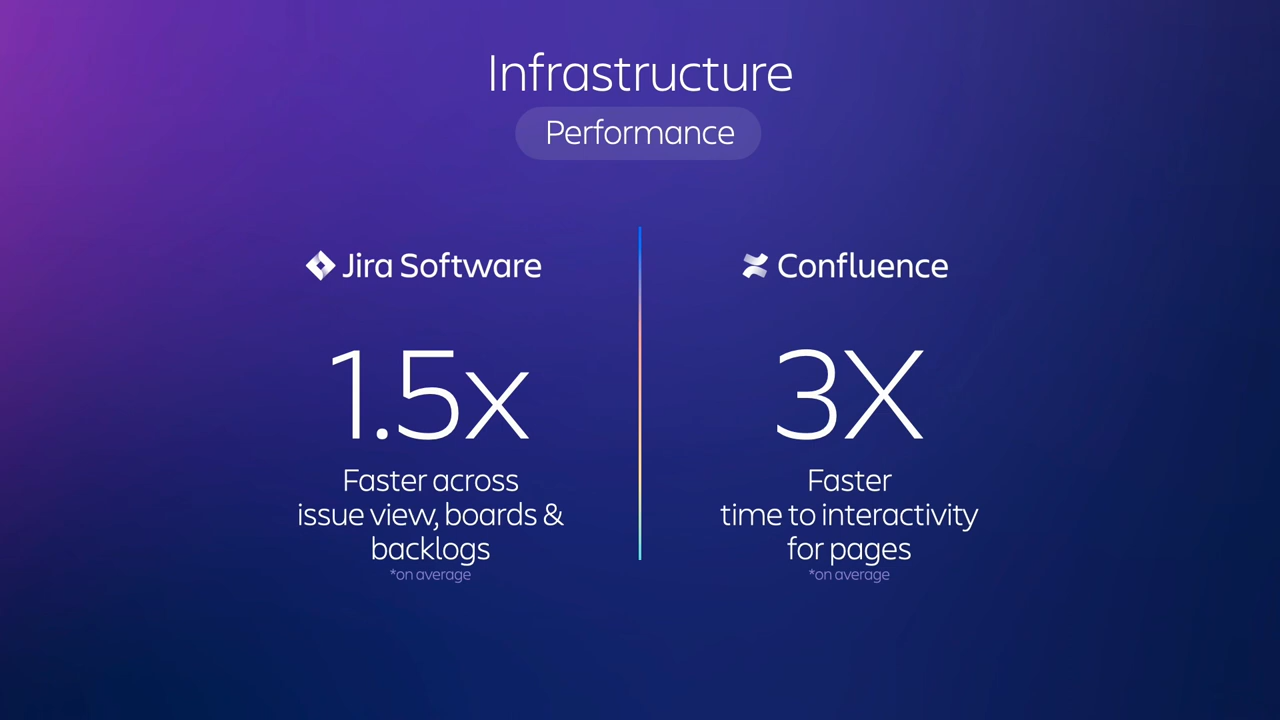 Infrastructure
Performance
Jira Software
1.5x
Faster across
issue view, boards &
backlogs
*on average
Confluence
3X
Faster
time to interactivity
for pages
*on average